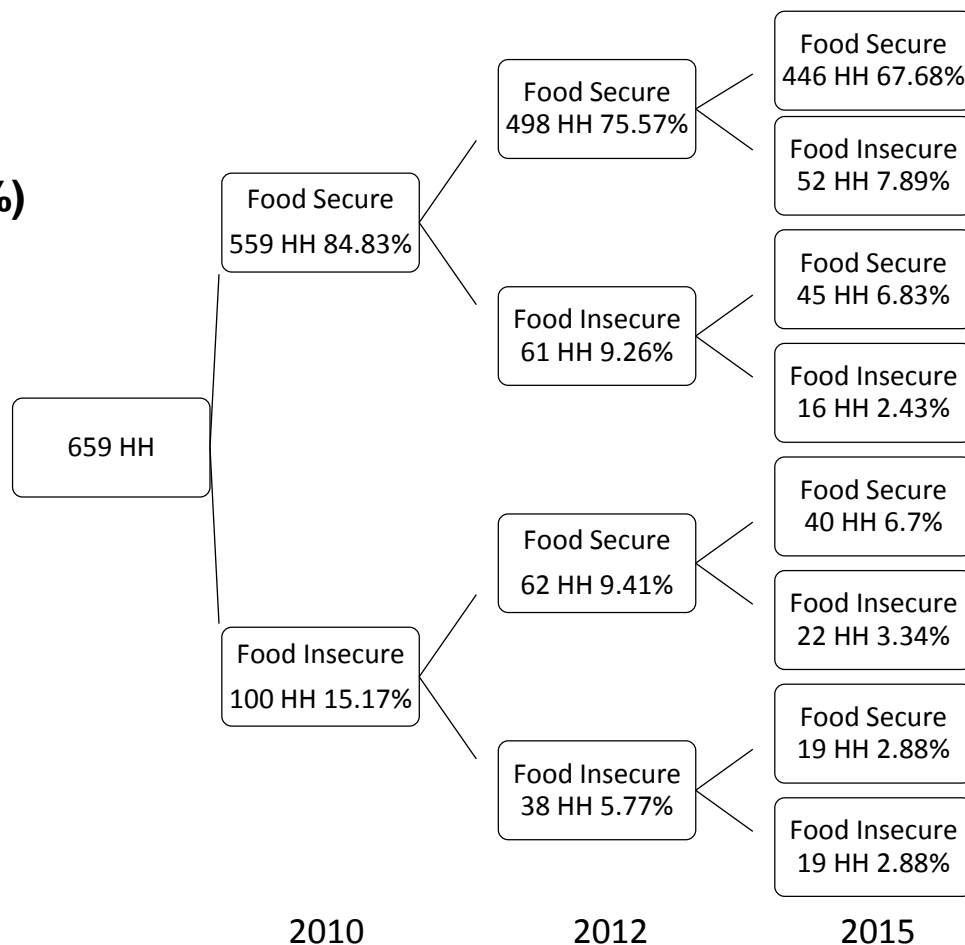 %)
659 HH
Food Secure
559 HH 84.83%
Food Insecure
100 HH 15.17%
Food Secure
498 HH 75.57%
Food Insecure
61 HH 9.26%
Food Secure
62 HH 9.41%
Food Insecure
38 HH 5.77%
Food Secure
446 HH 67.68%
Food Insecure
52 HH 7.89%
Food Secure
45 HH 6.83%
Food Insecure
16 HH 2.43%
Food Secure
40 HH 6.7%
Food Insecure
22 HH 3.34%
Food Secure
19 HH 2.88%
Food Insecure
19 HH 2.88%
2010
2012
2015